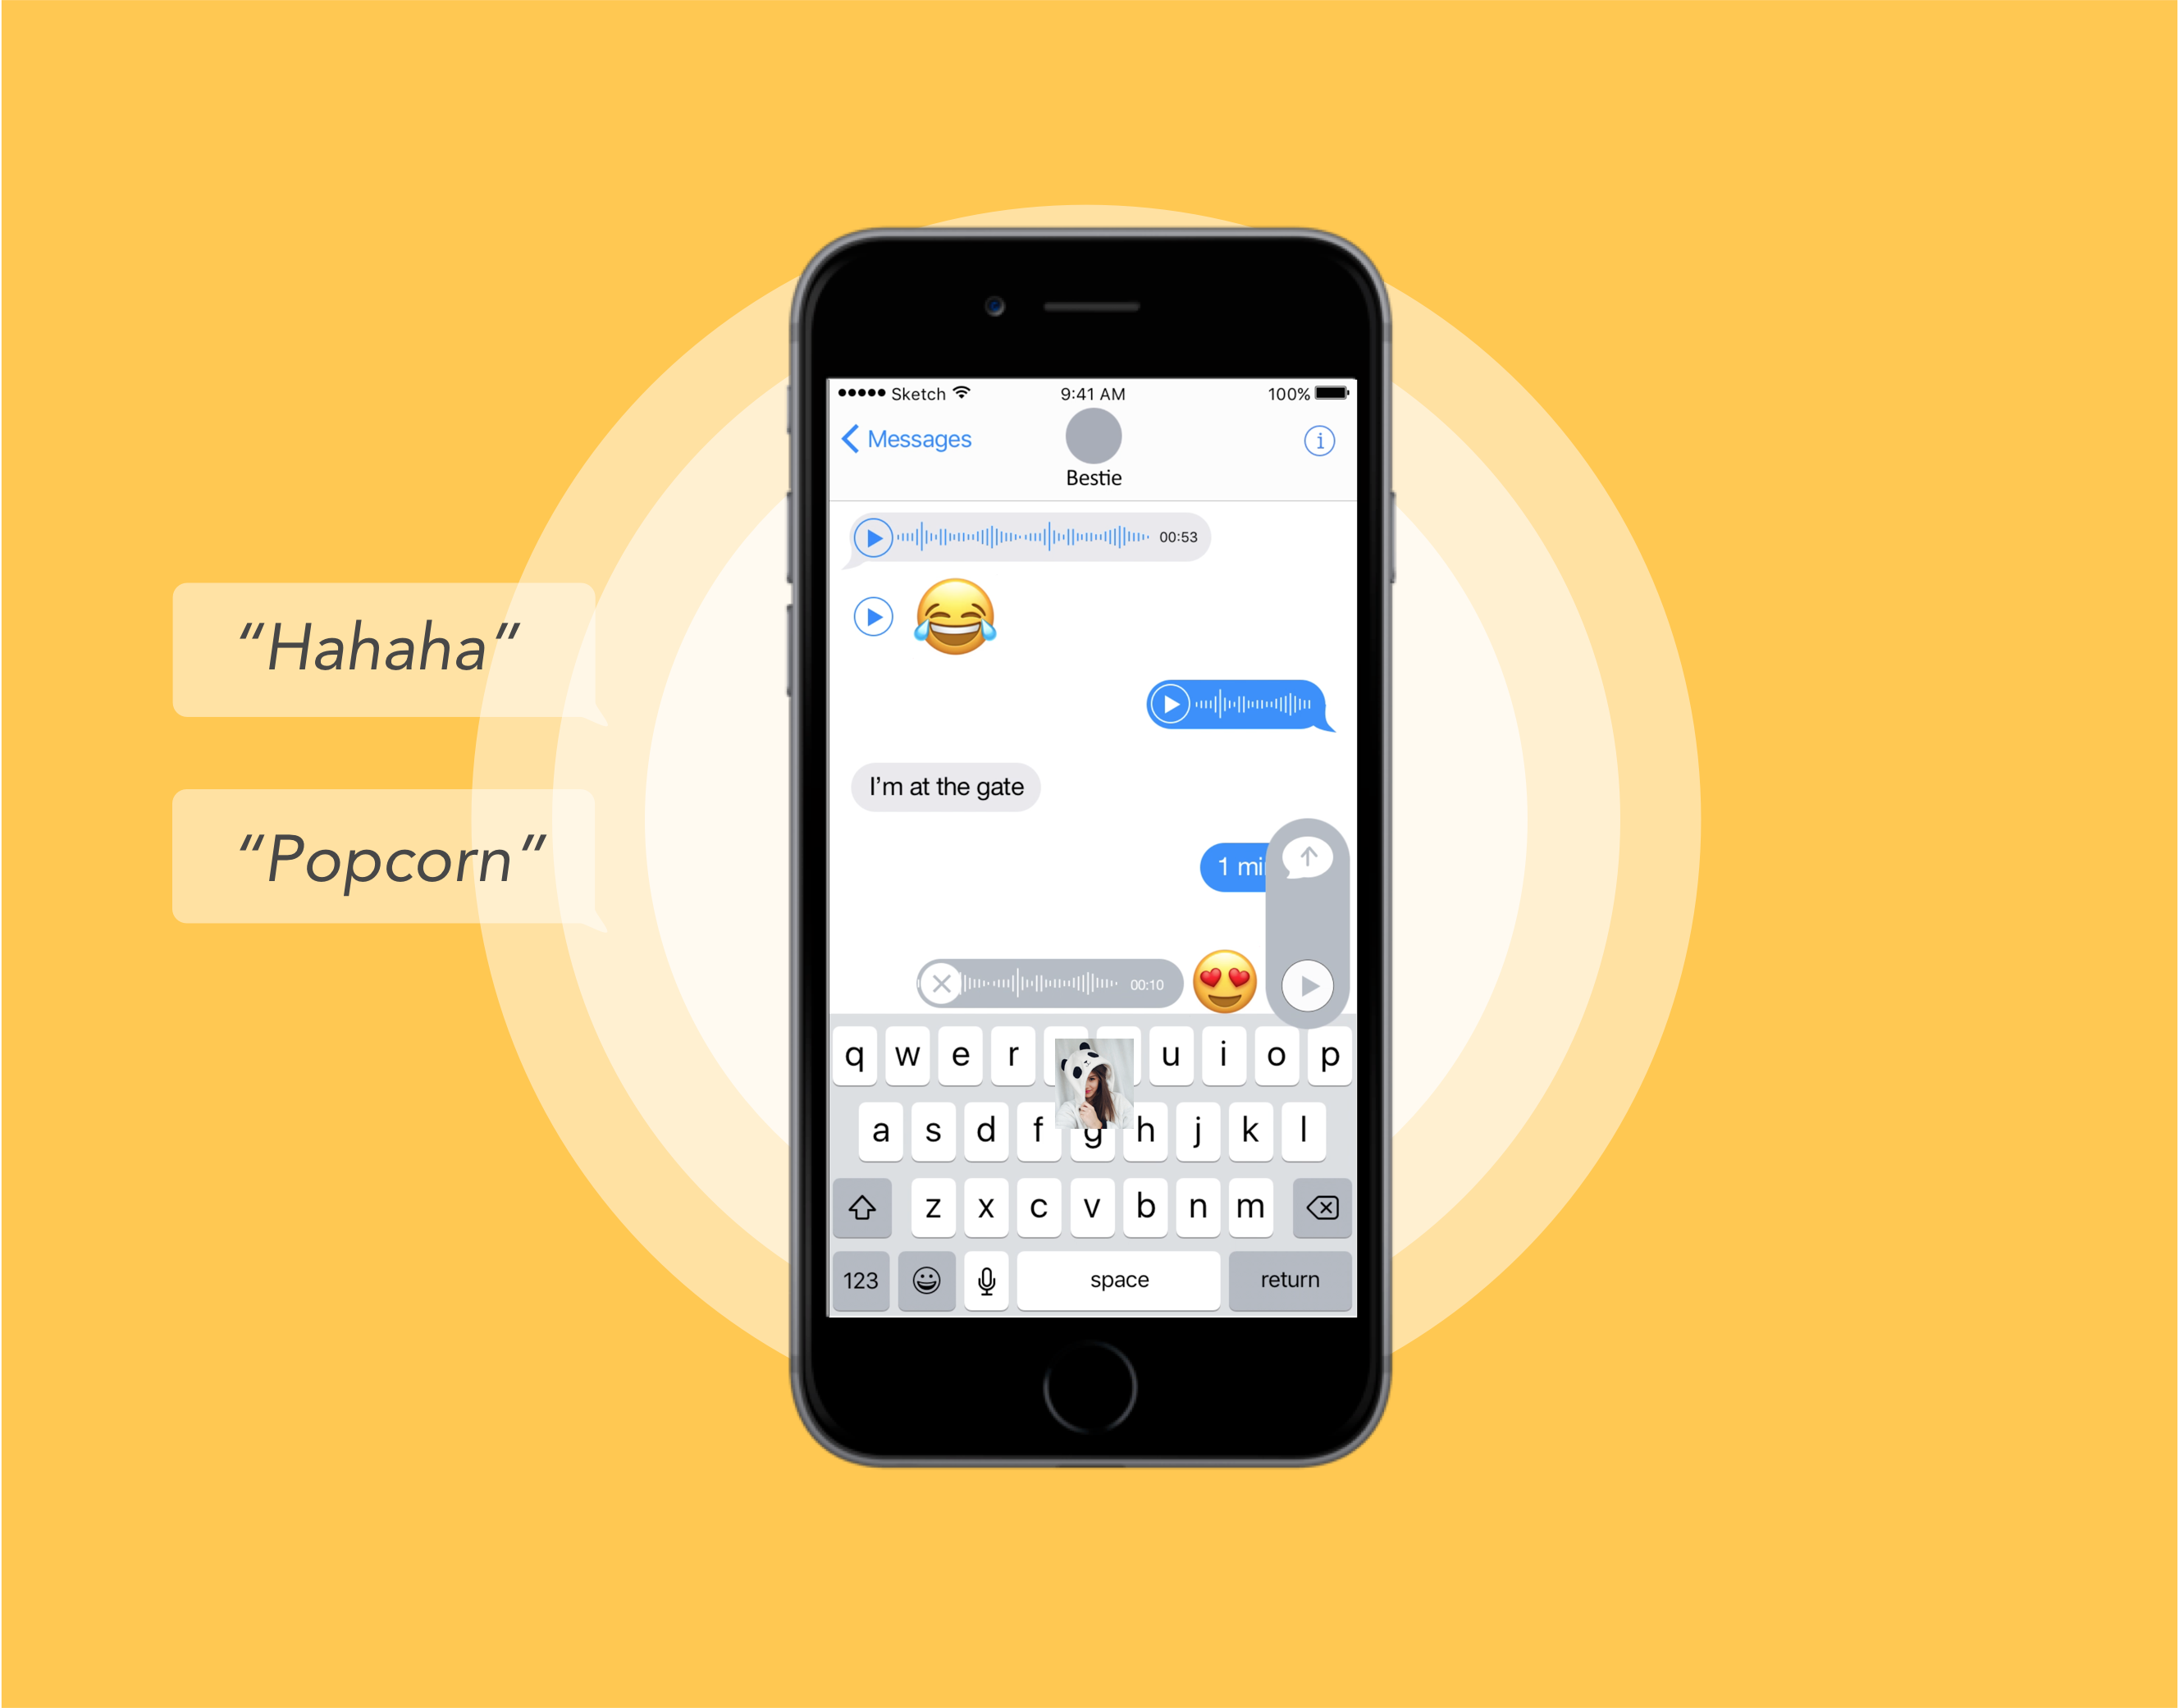 Sketch 9:41 AM 100%
Messages
Bestie
00:53
“Hahaha”
I’m at the gate
“Popcorn”
1
00:10
q w e r u i o p
a s d f g h j k l
z x c v b n m
123 space return